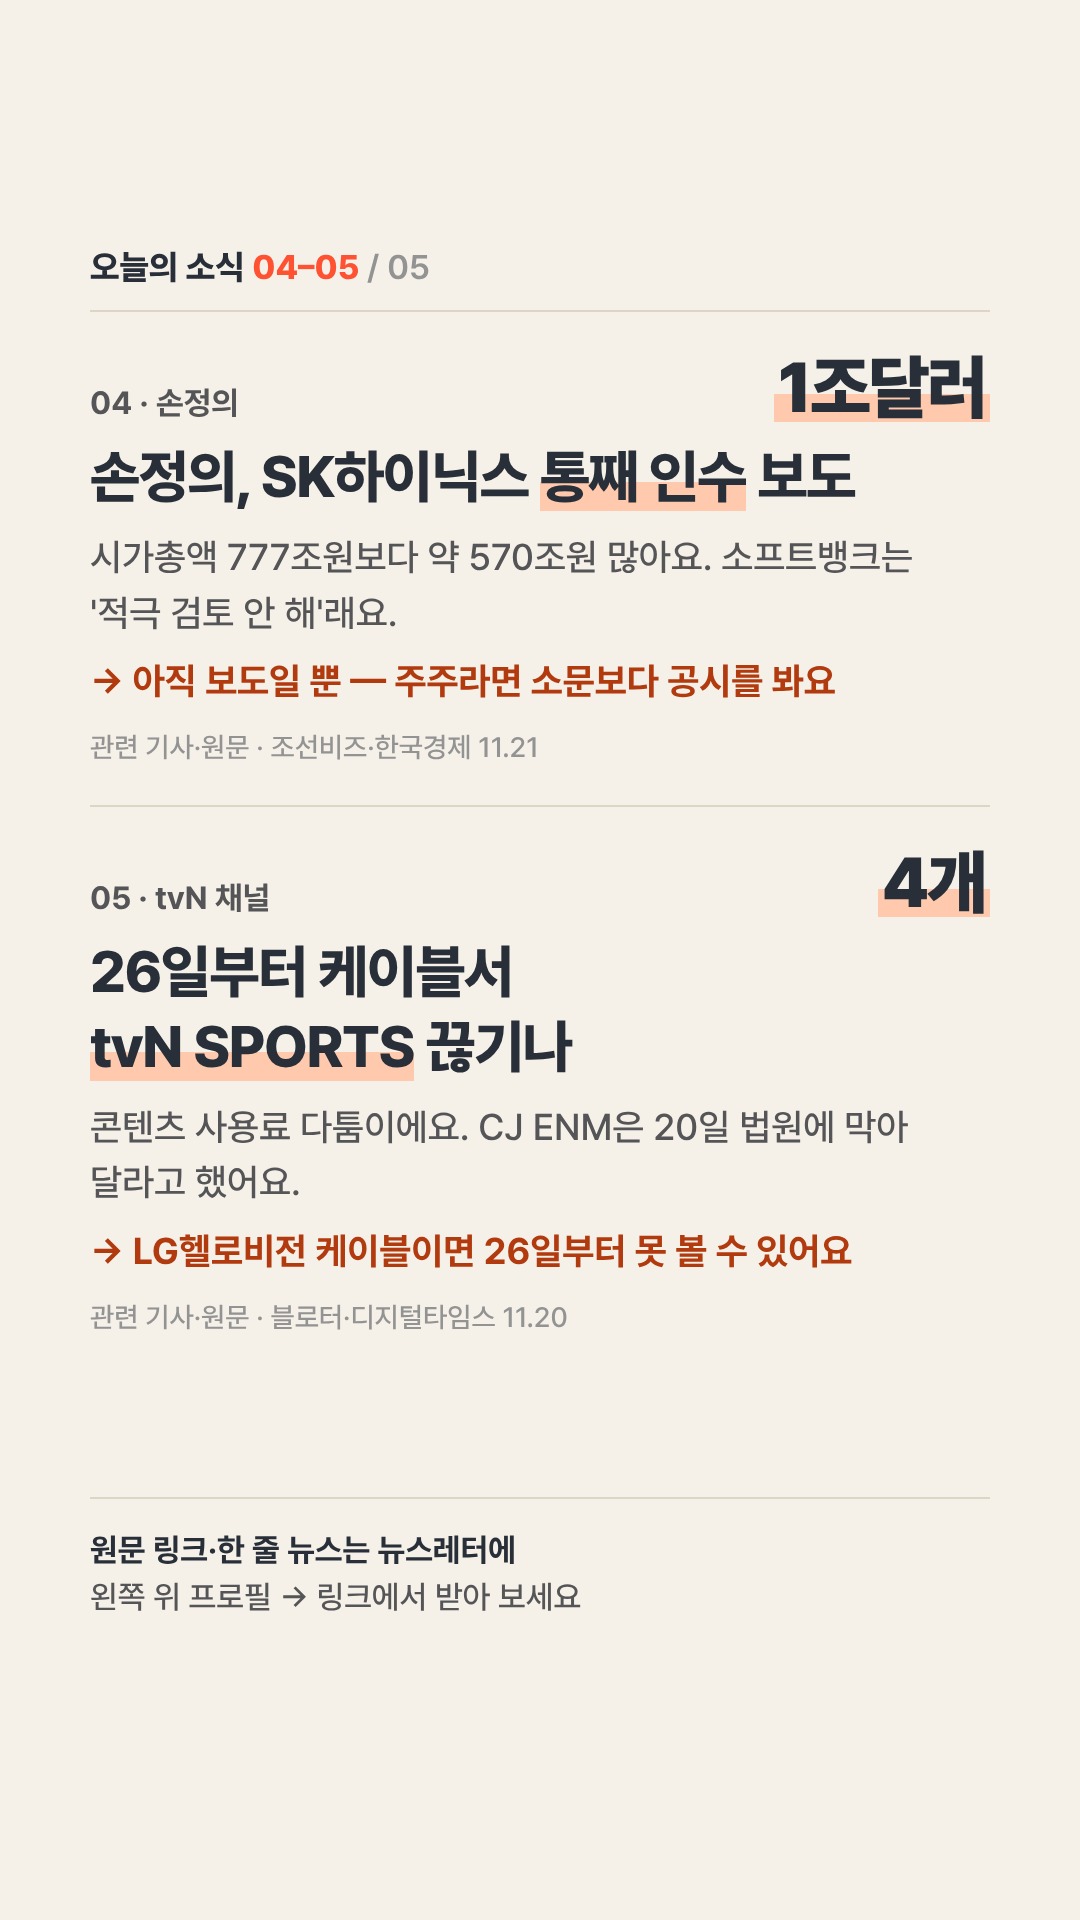 오늘의 소식 04–05 / 05
04 · 손정의
1조달러
손정의, SK하이닉스 통째 인수 보도
시가총액 777조원보다 약 570조원 많아요. 소프트뱅크는
'적극 검토 안 해'래요.
→ 아직 보도일 뿐 — 주주라면 소문보다 공시를 봐요
관련 기사·원문 · 조선비즈·한국경제 11.21
05 · tvN 채널
4개
26일부터 케이블서
tvN SPORTS 끊기나
콘텐츠 사용료 다툼이에요. CJ ENM은 20일 법원에 막아
달라고 했어요.
→ LG헬로비전 케이블이면 26일부터 못 볼 수 있어요
관련 기사·원문 · 블로터·디지털타임스 11.20
원문 링크·한 줄 뉴스는 뉴스레터에
왼쪽 위 프로필 → 링크에서 받아 보세요